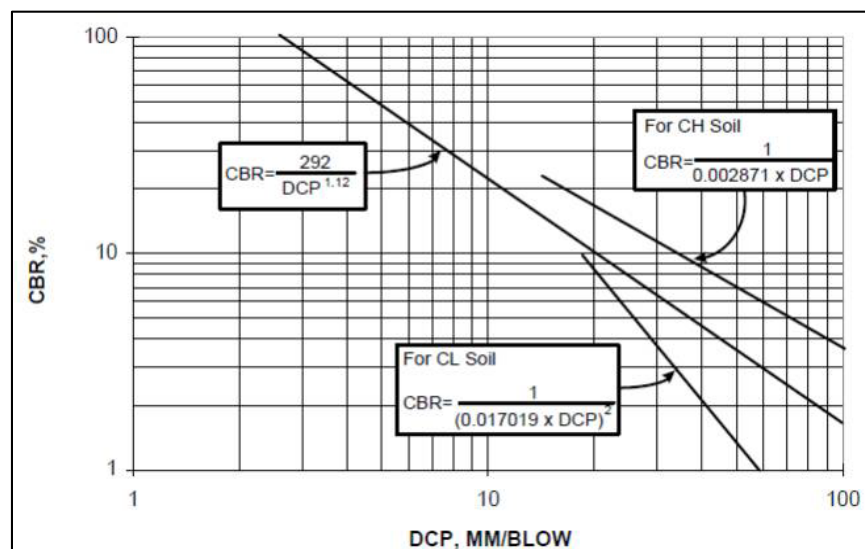 100
For CH Soil
CBR= 1
0.002871 x DCP
CBR= 292
DCP 1.12
CBR,%
10
For CL Soil
CBR= 1
(0.017019 x DCP)2
1
1
10
100
DCP, MM/BLOW